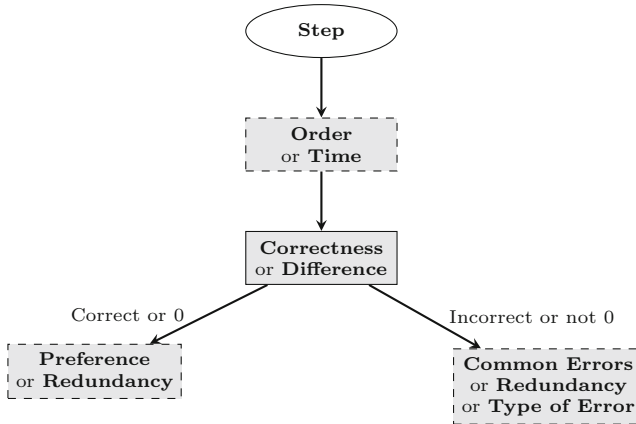 Step
Order
or Time
Correctness
or Difference
Correct or 0
Incorrect or not 0
Preference
or Redundancy
Common Errors
or Redundancy
or Type of Error